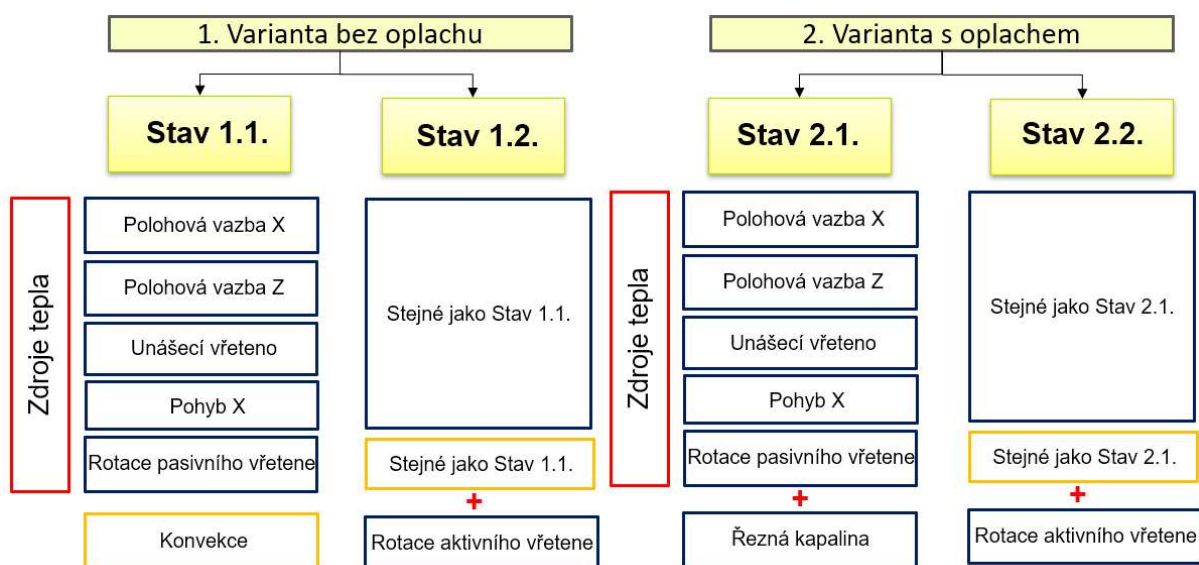 1. Varianta bez oplachu
2. Varianta s oplachem
Stav 1.1.
Stav 1.2.
Stav 2.1.
Stav 2.2.
Zdroje tepla
Polohová vazba X
Polohová vazba Z
Unášecí vřeteno
Pohyb X
Rotace pasivního vřetene
Konvekce
Stejné jako Stav 1.1.
Stejné jako Stav 1.1.
+
Rotace aktivního vřetene
Zdroje tepla
Polohová vazba X
Polohová vazba Z
Unášecí vřeteno
Pohyb X
Rotace pasivního vřetene
+
Řezná kapalina
Stejné jako Stav 2.1.
Stejné jako Stav 2.1.
+
Rotace aktivního vřetene